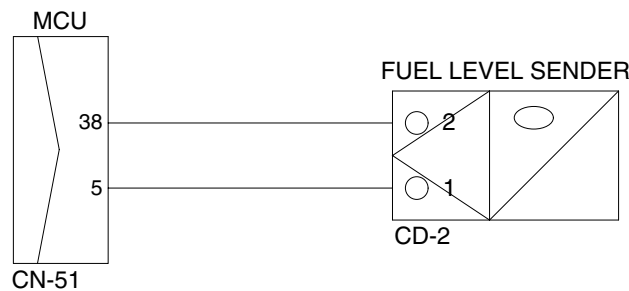 MCU
FUEL LEVEL SENDER
38
2
5
1
CD-2
CN-51